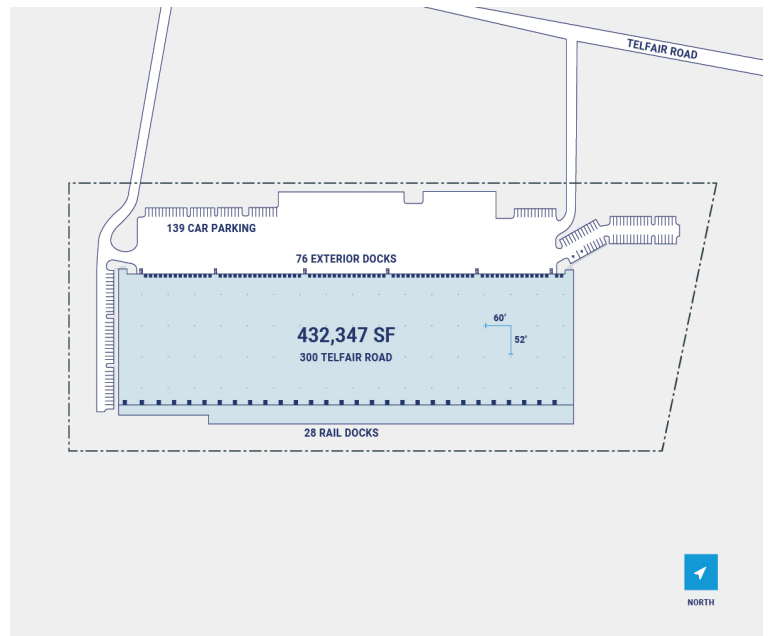 TELFAIR ROAD
139 CAR PARKING
76 EXTERIOR DOCKS
432,347 SF
300 TELFAIR ROAD
60'
52'
28 RAIL DOCKS
NORTH